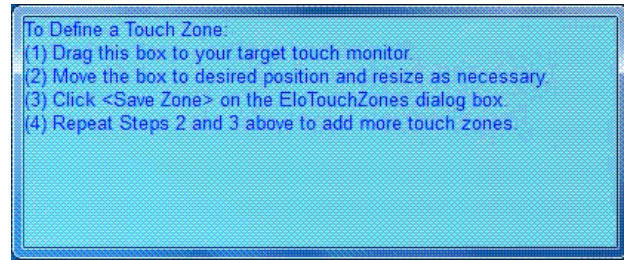 To Define a Touch Zone:
(1) Drag this box to your target touch monitor.
(2) Move the box to desired position and resize as necessary.
(3) Click <Save Zone> on the EloTouchZones dialog box.
(4) Repeat Steps 2 and 3 above to add more touch zones.